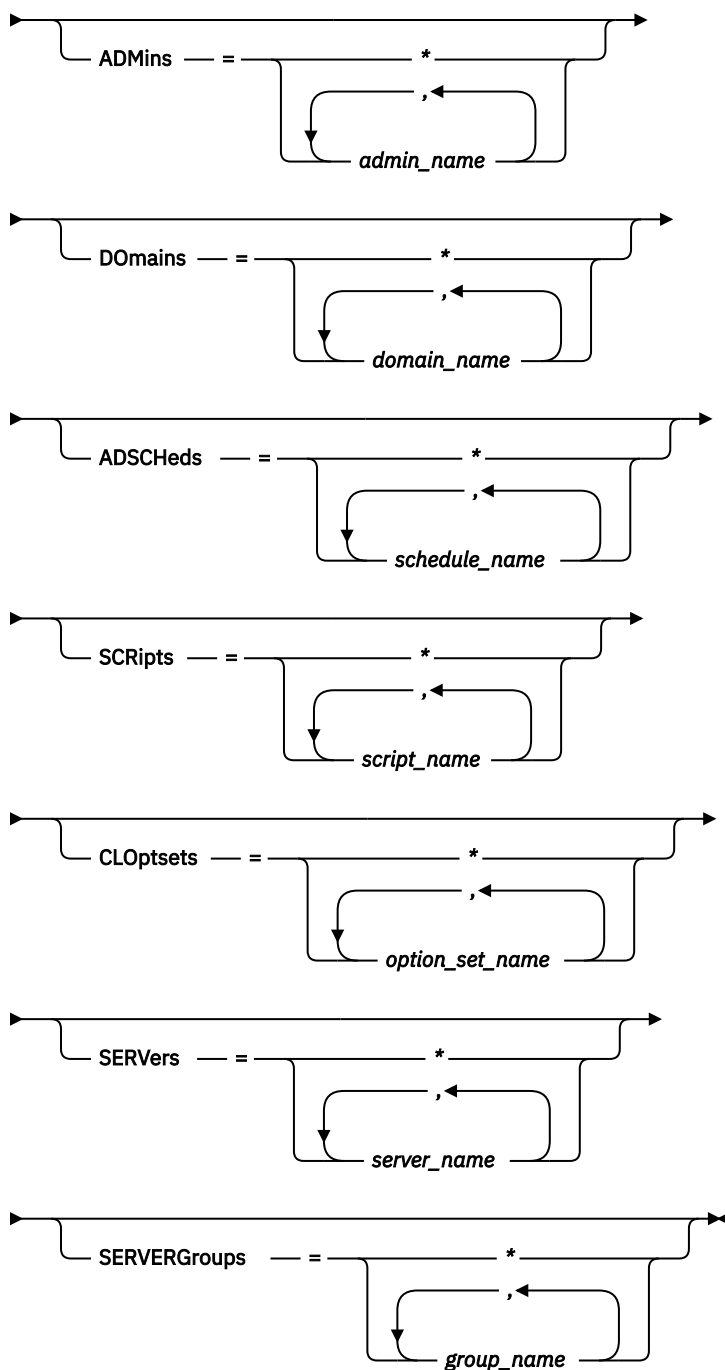 ADMins = *
,
admin_name
DOmains = *
,
domain_name
ADSCHeds = *
,
schedule_name
SCRipts = *
,
script_name
CLOptsets = *
,
option_set_name
SERVers = *
,
server_name
SERVERGroups = *
,
group_name